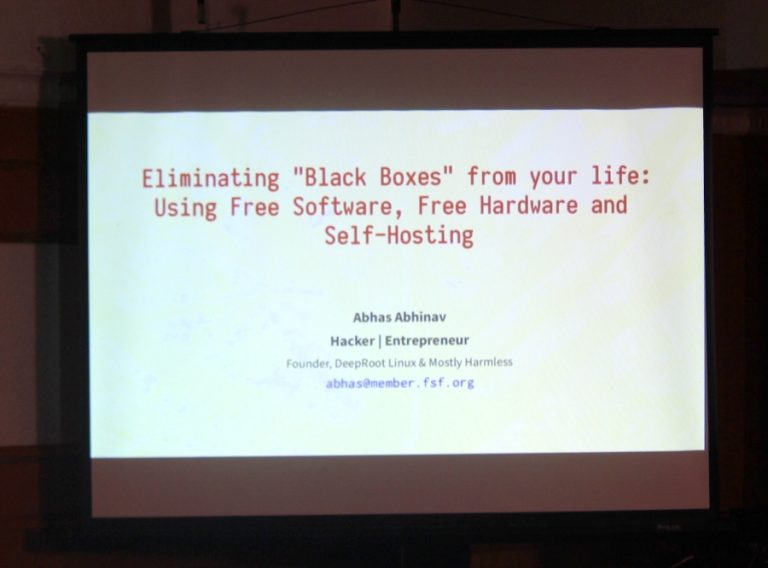 Eliminating "Black Boxes" from your life:
Using Free Software, Free Hardware and
Self-Hosting
Abhas Abhinav
Hacker | Entrepreneur
Founder, DeepRoot Linux & Mostly Harmless
abhas@member.fsf.org